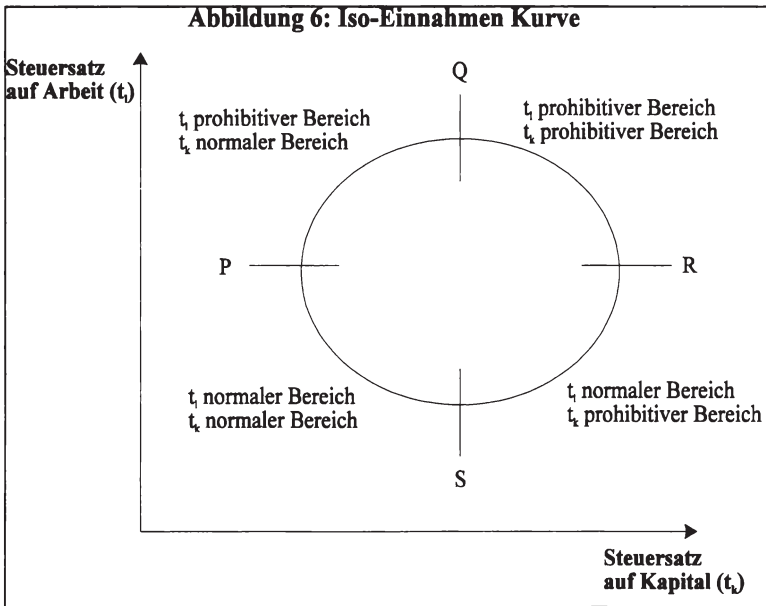 Abbildung 6: Iso-Einnahmen Kurve
Steuersatz
auf Arbeit (tₗ)
Q
tₗ prohibitiver Bereich
tₖ normaler Bereich
tₗ prohibitiver Bereich
tₖ prohibitiver Bereich
P
R
tₗ normaler Bereich
tₖ normaler Bereich
tₗ normaler Bereich
tₖ prohibitiver Bereich
S
Steuersatz
auf Kapital (tₖ)